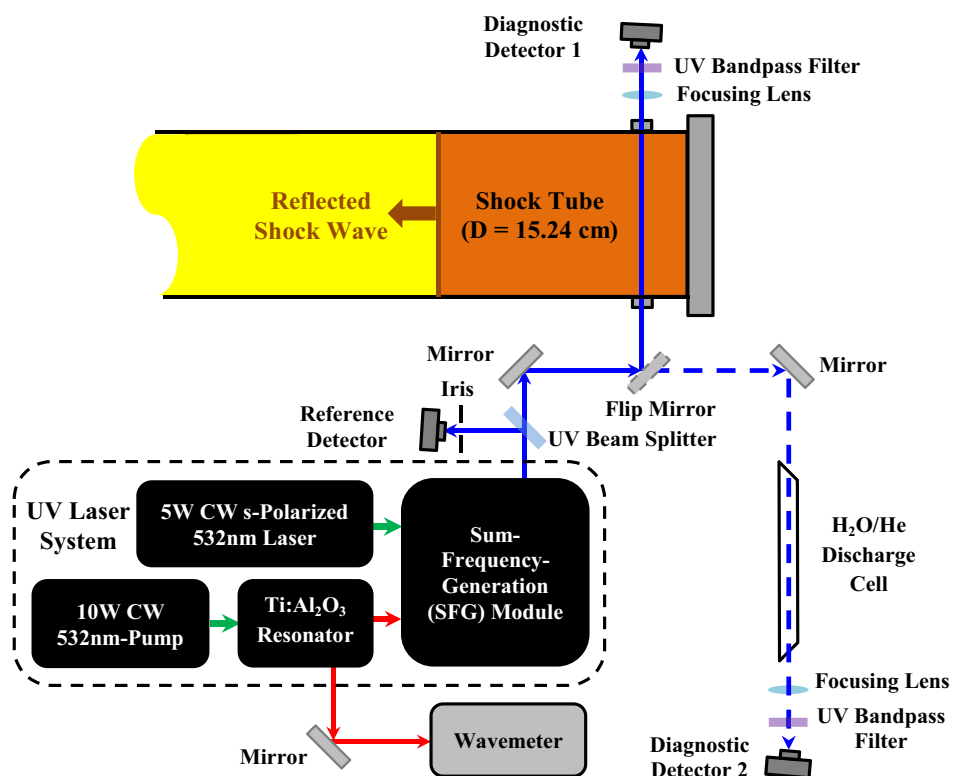 Diagnostic
Detector 1
UV Bandpass Filter
Focusing Lens
Reflected
Shock Wave
Shock Tube
(D = 15.24 cm)
Mirror
Iris
Reference
Detector
Flip Mirror
UV Beam Splitter
Mirror
UV Laser
System
5W CW s-Polarized
532nm Laser
10W CW
532nm-Pump
Ti:Al₂O₃
Resonator
Sum-
Frequency-
Generation
(SFG) Module
H₂O/He
Discharge
Cell
Mirror
Wavemeter
Focusing Lens
UV Bandpass
Filter
Diagnostic
Detector 2